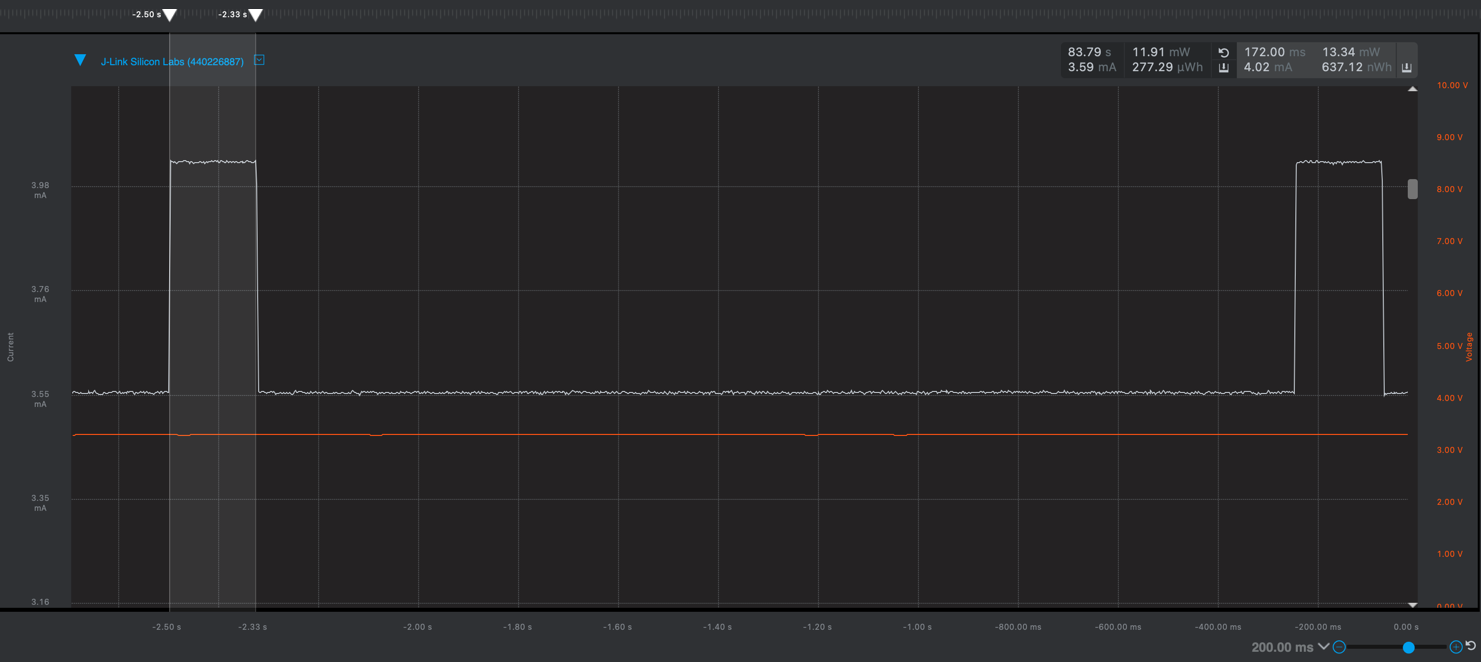 -2.50 s -2.33 s
J-Link Silicon Labs (440226887)
83.79 s 11.91 mW 172.00 ms 13.34 mW
3.59 mA 277.29 µWh 4.02 mA 637.12 nWh
10.00 V
9.00 V
3.98
mA
8.00 V
7.00 V
3.76
mA
6.00 V
5.00 V
Current
Voltage
3.55
mA
4.00 V
3.00 V
3.35
mA
2.00 V
1.00 V
3.16
0.00 V
-2.50 s -2.33 s -2.00 s -1.80 s -1.60 s -1.40 s -1.20 s -1.00 s -800.00 ms -600.00 ms -400.00 ms -200.00 ms 0.00 s
200.00 ms